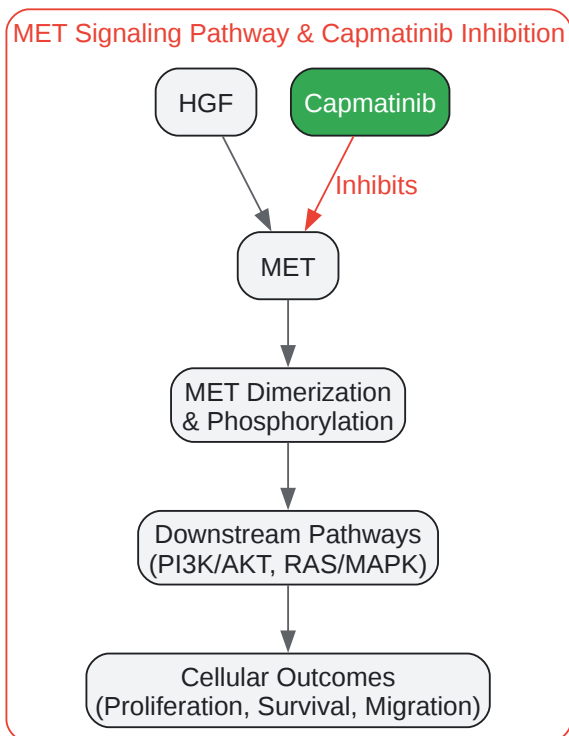 MET Signaling Pathway & Capmatinib Inhibition
HGF
Capmatinib
Inhibits
MET
MET Dimerization
& Phosphorylation
Downstream Pathways
(PI3K/AKT, RAS/MAPK)
Cellular Outcomes
(Proliferation, Survival, Migration)